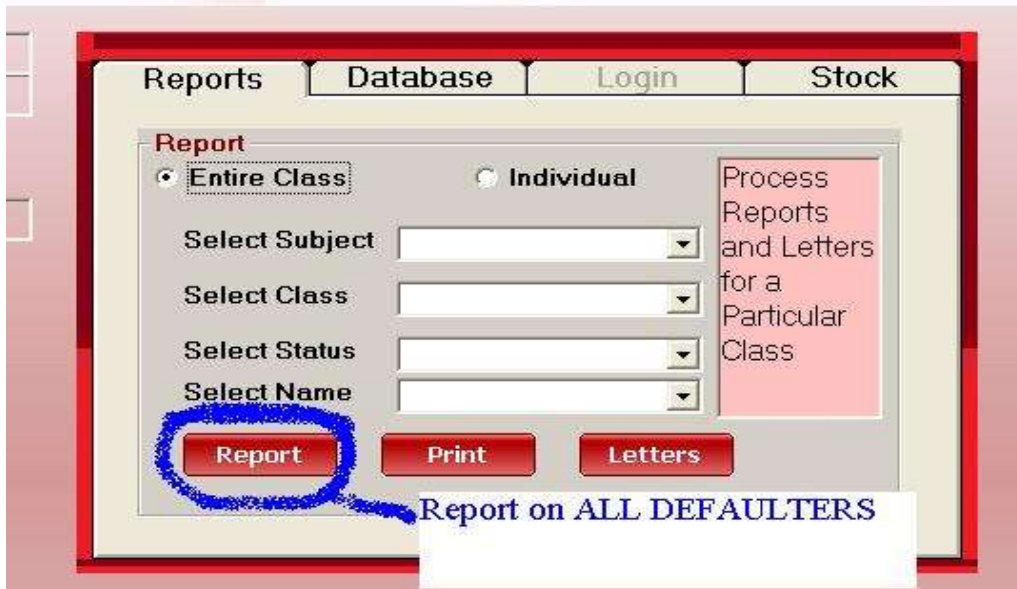 Reports Database Login Stock
Report
Entire Class Individual
Process
Reports
and Letters
for a
Particular
Class
Select Subject
Select Class
Select Status
Select Name
Report Print Letters
Report on ALL DEFAULTERS